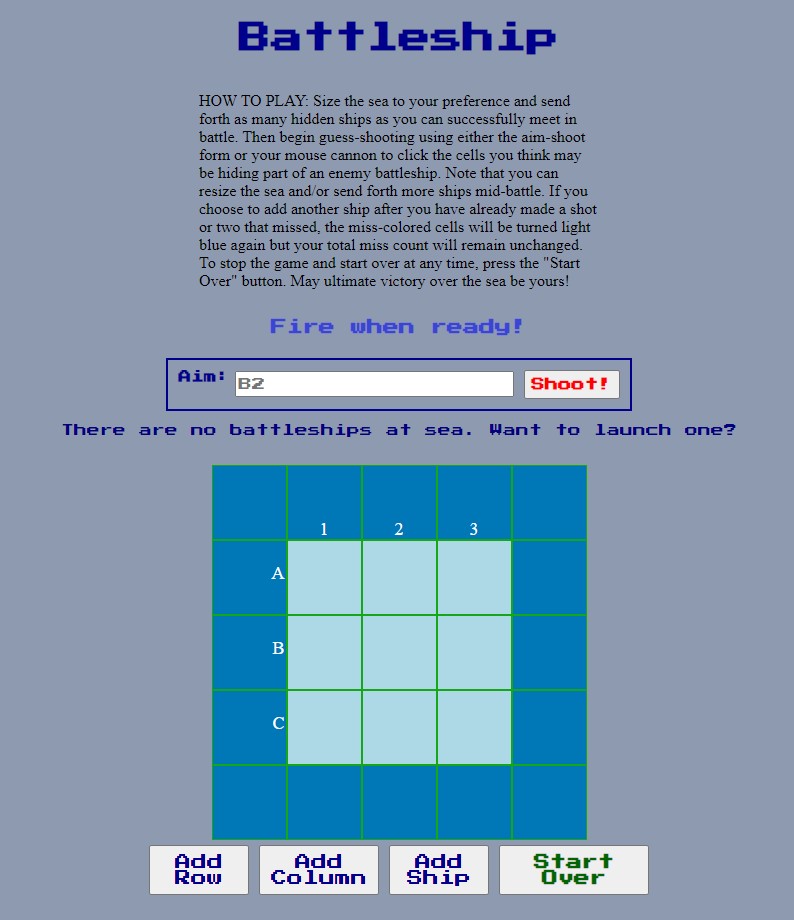 Battleship
HOW TO PLAY: Size the sea to your preference and send
forth as many hidden ships as you can successfully meet in
battle. Then begin guess-shooting using either the aim-shoot
form or your mouse cannon to click the cells you think may
be hiding part of an enemy battleship. Note that you can
resize the sea and/or send forth more ships mid-battle. If you
choose to add another ship after you have already made a shot
or two that missed, the miss-colored cells will be turned light
blue again but your total miss count will remain unchanged.
To stop the game and start over at any time, press the "Start
Over" button. May ultimate victory over the sea be yours!
Fire when ready!
Aim: B2 Shoot!
There are no battleships at sea. Want to launch one?
1 2 3
A
B
C
Add Add Add Start
Row Column Ship Over